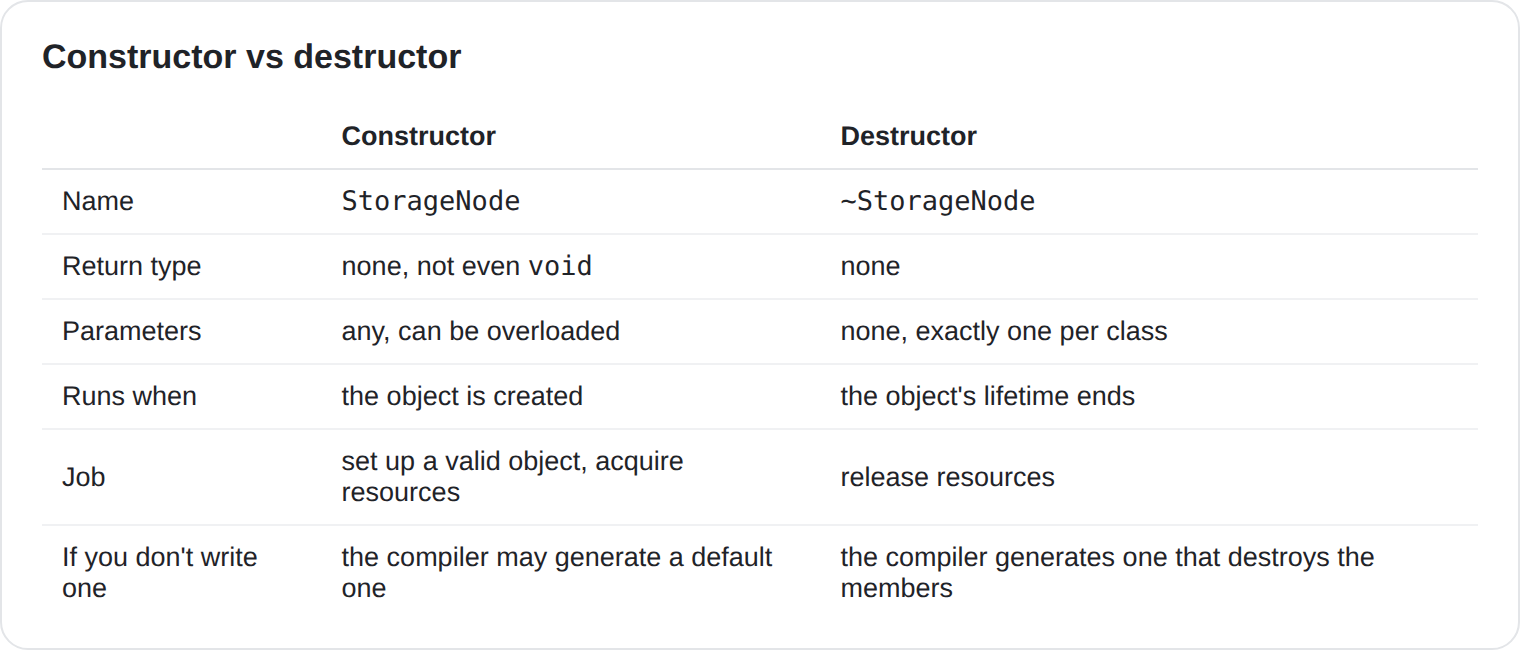 Constructor vs destructor
Constructor Destructor
Name StorageNode ~StorageNode
Return type none, not even void none
Parameters any, can be overloaded none, exactly one per class
Runs when the object is created the object's lifetime ends
Job set up a valid object, acquire
resources release resources
If you don't write
one the compiler may generate a default
one the compiler generates one that destroys the
members